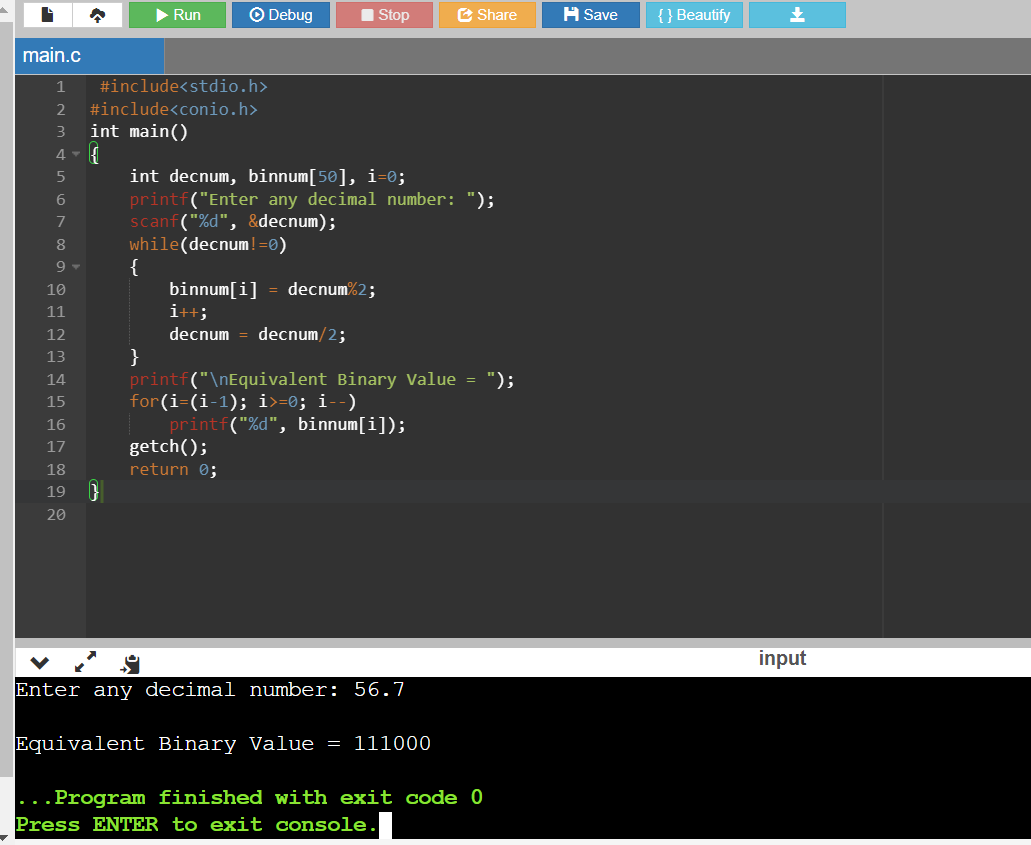 Run Debug Stop Share Save { } Beautify
main.c
1 #include<stdio.h>
2 #include<conio.h>
3 int main()
4 {
5 int decnum, binnum[50], i=0;
6 printf("Enter any decimal number: ");
7 scanf("%d", &decnum);
8 while(decnum!=0)
9 {
10 binnum[i] = decnum%2;
11 i++;
12 decnum = decnum/2;
13 }
14 printf("\nEquivalent Binary Value = ");
15 for(i=(i-1); i>=0; i--)
16 printf("%d", binnum[i]);
17 getch();
18 return 0;
19 }
20
input
Enter any decimal number: 56.7
Equivalent Binary Value = 111000
...Program finished with exit code 0
Press ENTER to exit console.